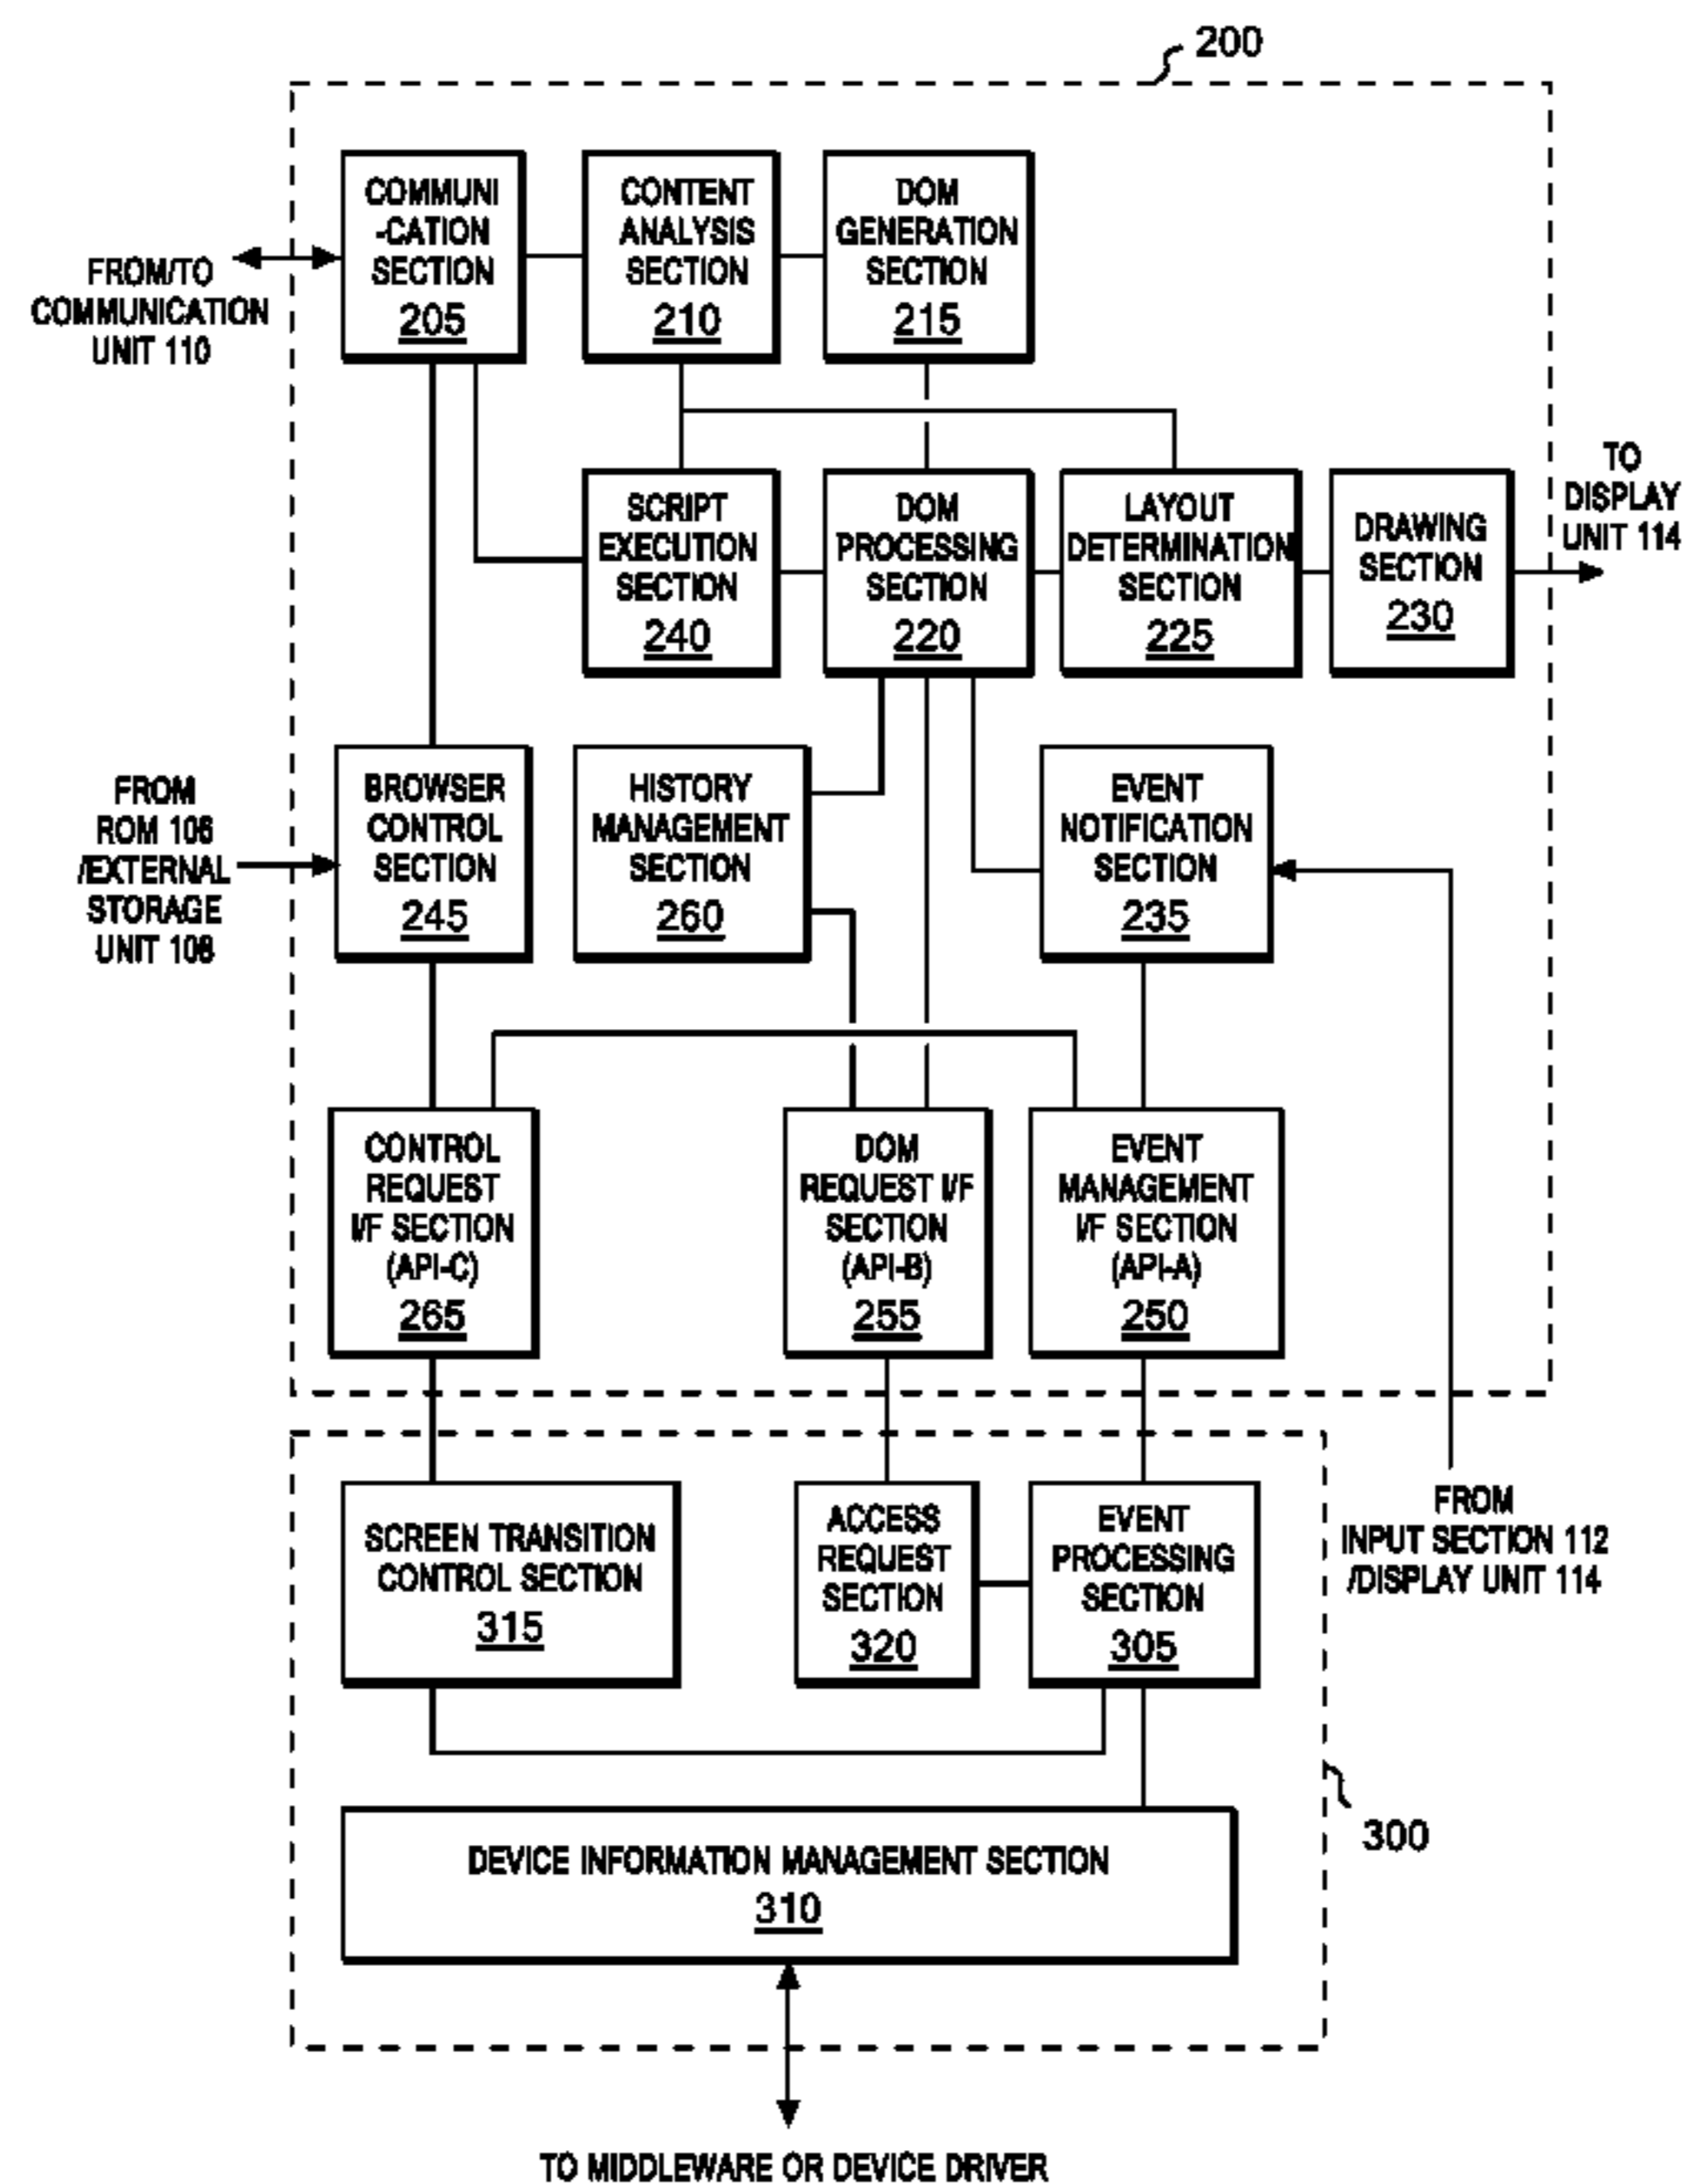 200
COMMUNI
-CATION
SECTION
205
CONTENT
ANALYSIS
SECTION
210
DOM
GENERATION
SECTION
215
FROM/TO
COMMUNICATION
UNIT 110
SCRIPT
EXECUTION
SECTION
240
DOM
PROCESSING
SECTION
220
LAYOUT
DETERMINATION
SECTION
225
DRAWING
SECTION
230
TO
DISPLAY
UNIT 114
FROM
ROM 106
/EXTERNAL
STORAGE
UNIT 108
BROWSER
CONTROL
SECTION
245
HISTORY
MANAGEMENT
SECTION
260
EVENT
NOTIFICATION
SECTION
235
CONTROL
REQUEST
I/F SECTION
(API-C)
265
DOM
REQUEST I/F
SECTION
(API-B)
255
EVENT
MANAGEMENT
I/F SECTION
(API-A)
250
SCREEN TRANSITION
CONTROL SECTION
315
ACCESS
REQUEST
SECTION
320
EVENT
PROCESSING
SECTION
305
FROM
INPUT SECTION 112
/DISPLAY UNIT 114
DEVICE INFORMATION MANAGEMENT SECTION
310
300
TO MIDDLEWARE OR DEVICE DRIVER